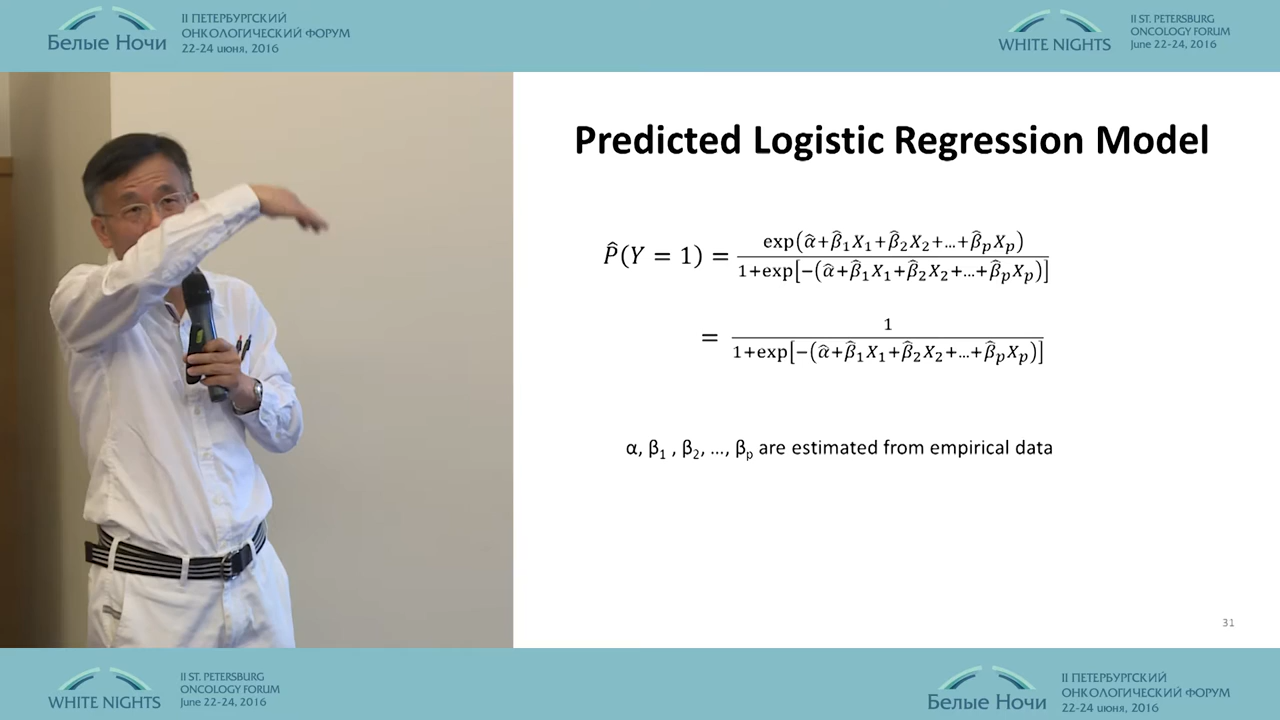 Белые Ночи
II ПЕТЕРБУРГСКИЙ
ОНКОЛОГИЧЕСКИЙ ФОРУМ
22-24 июня, 2016
WHITE NIGHTS
II ST. PETERSBURG
ONCOLOGY FORUM
June 22-24, 2016
Predicted Logistic Regression Model
P̂(Y = 1) = exp(α̂+β̂₁X₁+β̂₂X₂+...+β̂ₚXₚ) / 1+exp[−(α̂+β̂₁X₁+β̂₂X₂+...+β̂ₚXₚ)]
= 1 / 1+exp[−(α̂+β̂₁X₁+β̂₂X₂+...+β̂ₚXₚ)]
α, β₁ , β₂, ..., βₚ are estimated from empirical data
31
WHITE NIGHTS
II ST. PETERSBURG
ONCOLOGY FORUM
June 22-24, 2016
Белые Ночи
II ПЕТЕРБУРГСКИЙ
ОНКОЛОГИЧЕСКИЙ ФОРУМ
22-24 июня, 2016